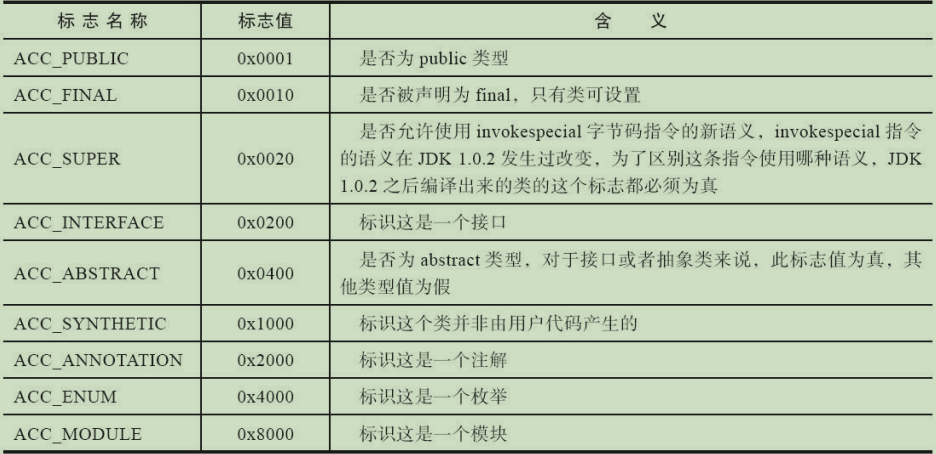 标志名称 标志值 含义
ACC_PUBLIC 0x0001 是否为 public 类型
ACC_FINAL 0x0010 是否被声明为 final，只有类可设置
ACC_SUPER 0x0020 是否允许使用 invokespecial 字节码指令的新语义，invokespecial 指令
的语义在 JDK 1.0.2 发生过改变，为了区别这条指令使用哪种语义，JDK
1.0.2 之后编译出来的类的这个标志都必须为真
ACC_INTERFACE 0x0200 标识这是一个接口
ACC_ABSTRACT 0x0400 是否为 abstract 类型，对于接口或者抽象类来说，此标志值为真，其
他类型值为假
ACC_SYNTHETIC 0x1000 标识这个类并非由用户代码产生的
ACC_ANNOTATION 0x2000 标识这是一个注解
ACC_ENUM 0x4000 标识这是一个枚举
ACC_MODULE 0x8000 标识这是一个模块